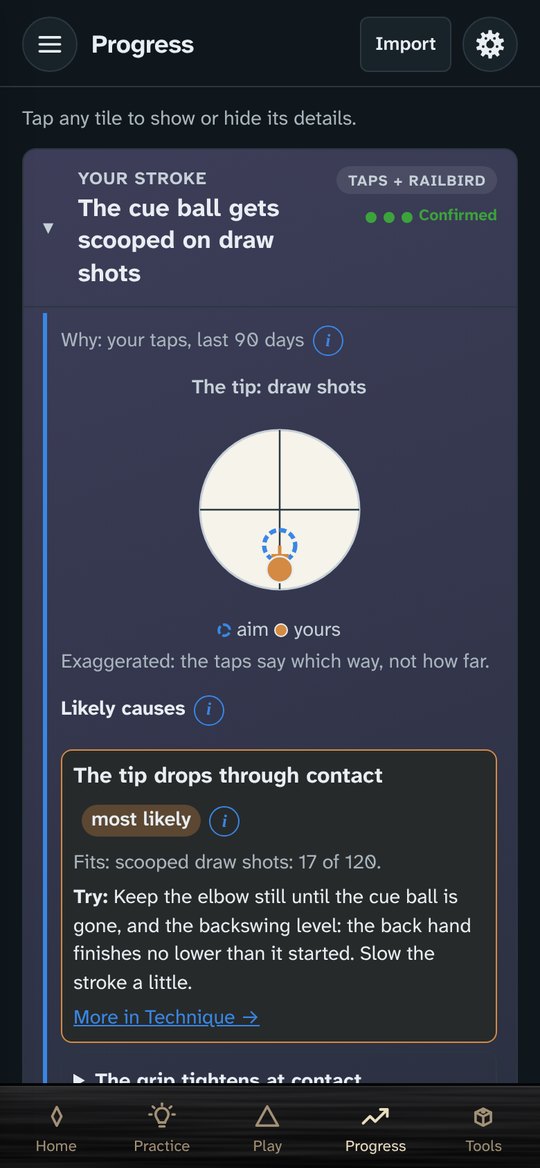 Progress
Import
Tap any tile to show or hide its details.
YOUR STROKE
TAPS + RAILBIRD
The cue ball gets
scooped on draw
shots
Confirmed
Why: your taps, last 90 days
i
The tip: draw shots
aim yours
Exaggerated: the taps say which way, not how far.
Likely causes
i
The tip drops through contact
most likely
i
Fits: scooped draw shots: 17 of 120.
Try: Keep the elbow still until the cue ball is
gone, and the backswing level: the back hand
finishes no lower than it started. Slow the
stroke a little.
More in Technique →
The grip tightens at contact
Home
Practice
Play
Progress
Tools